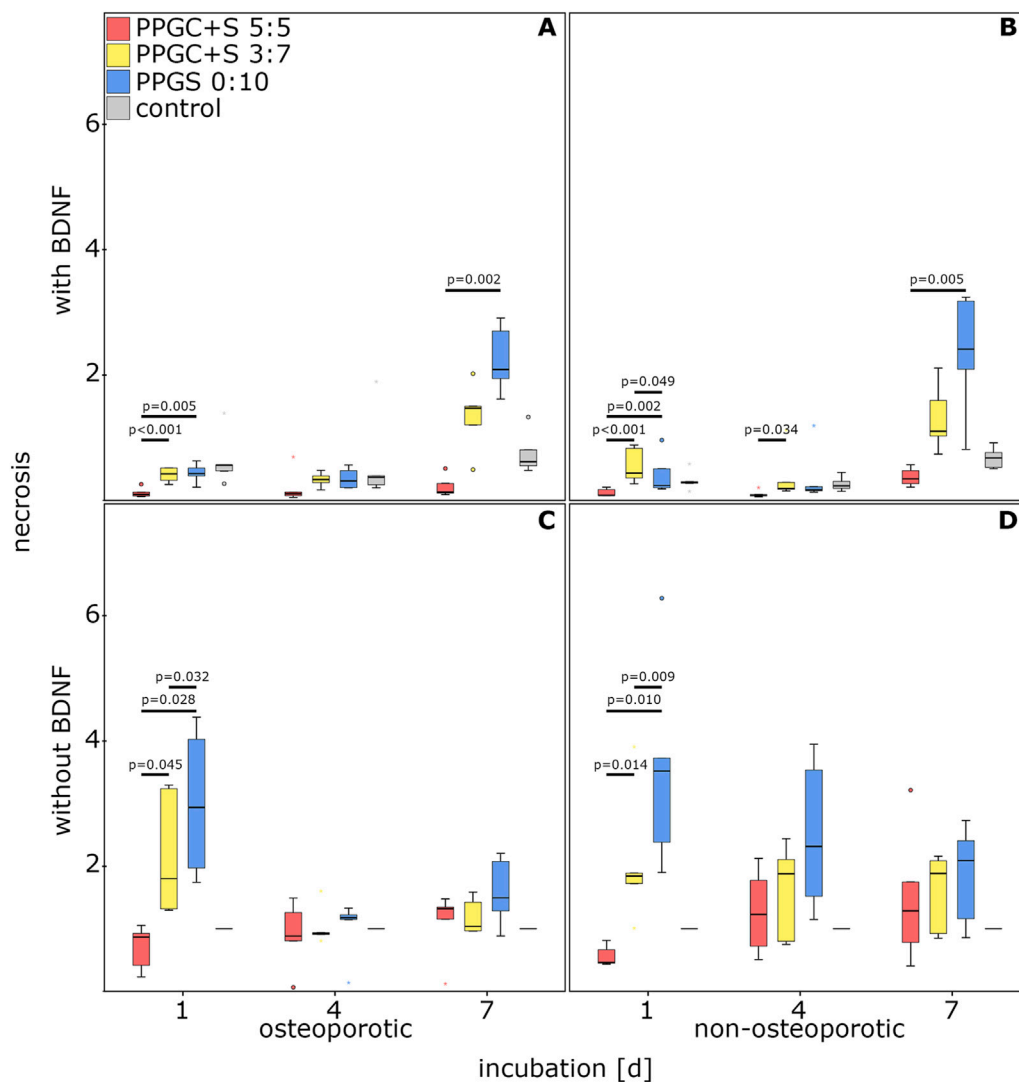 PPGC+S 5:5
PPGC+S 3:7
PPGS 0:10
control
A
B
6
4
2
with BDNF
p=0.002
p=0.005
p=0.005
p<0.001
p=0.049
p=0.002
p<0.001
p=0.034
necrosis
C
D
6
4
2
without BDNF
p=0.032
p=0.028
p=0.045
p=0.009
p=0.010
p=0.014
1 4 7 1 4 7
osteoporotic non-osteoporotic
incubation [d]